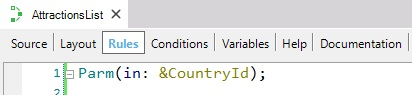 AttractionsList X
Source Layout Rules Conditions Variables Help Documentation
1 Parm(in: &CountryId);
2